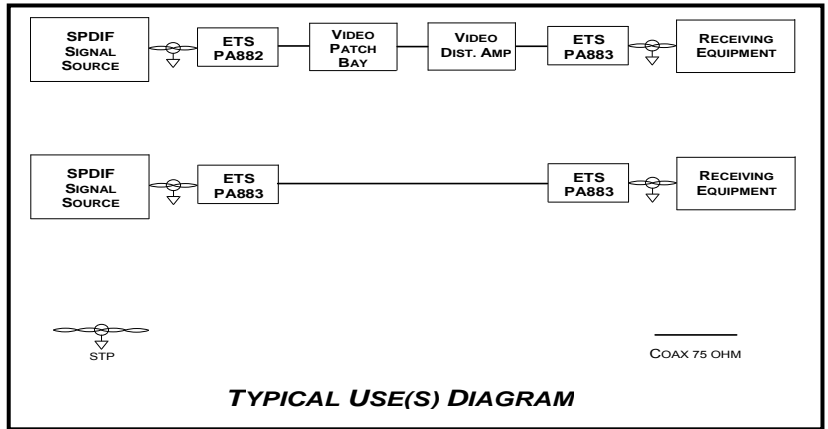 SPDIF
SIGNAL
SOURCE
ETS
PA882
VIDEO
PATCH
BAY
VIDEO
DIST. AMP
ETS
PA883
RECEIVING
EQUIPMENT
SPDIF
SIGNAL
SOURCE
ETS
PA883
ETS
PA883
RECEIVING
EQUIPMENT
STP
COAX 75 OHM
TYPICAL USE(S) DIAGRAM